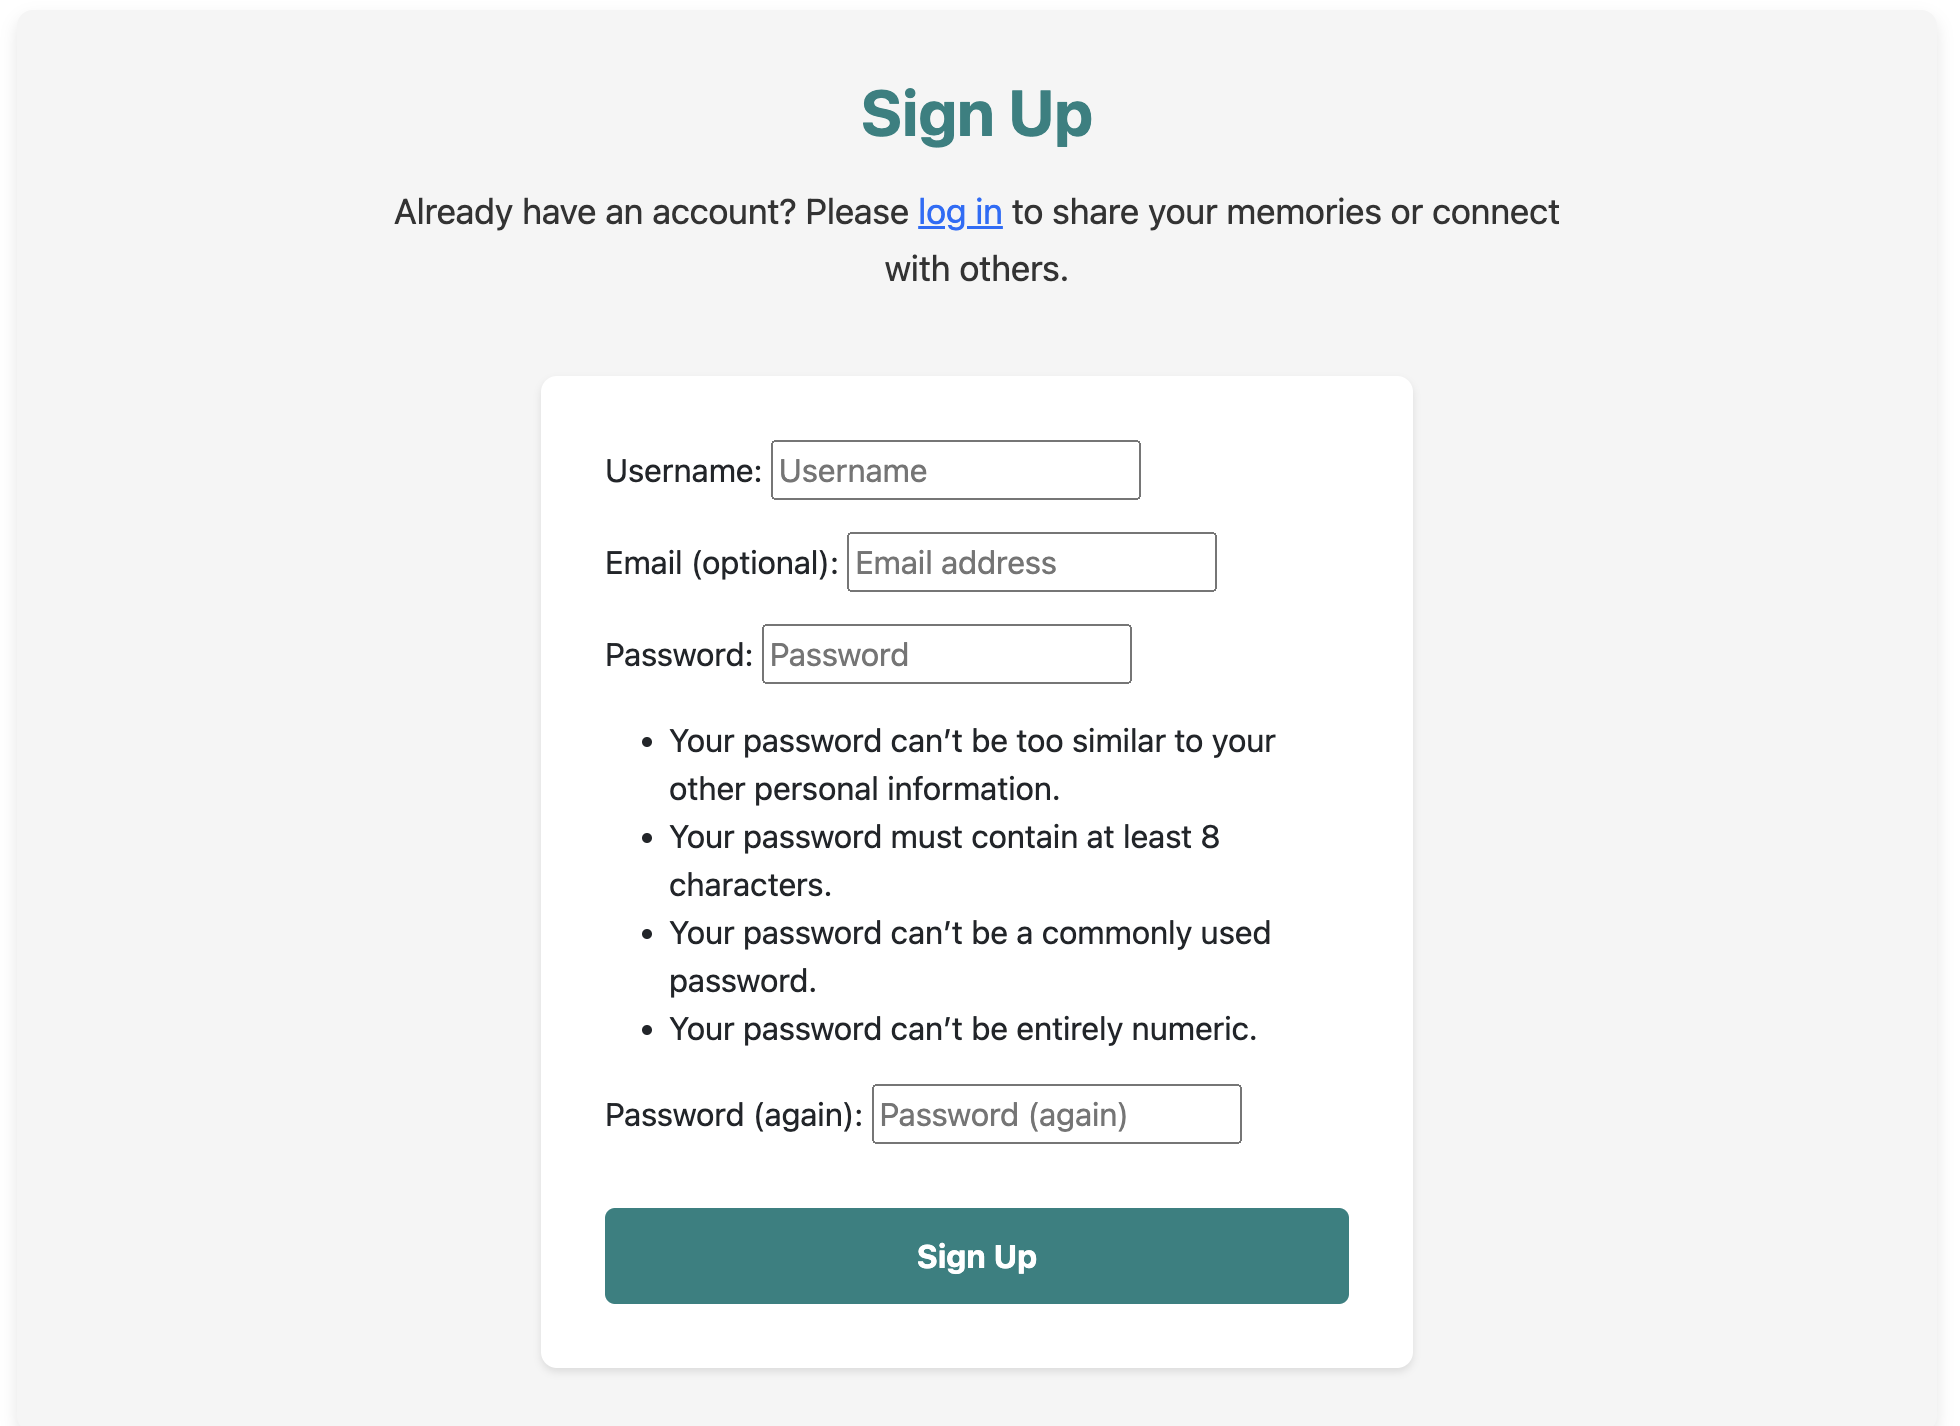 Sign Up
Already have an account? Please log in to share your memories or connect
with others.
Username: Username
Email (optional): Email address
Password: Password
• Your password can’t be too similar to your
other personal information.
• Your password must contain at least 8
characters.
• Your password can’t be a commonly used
password.
• Your password can’t be entirely numeric.
Password (again): Password (again)
Sign Up